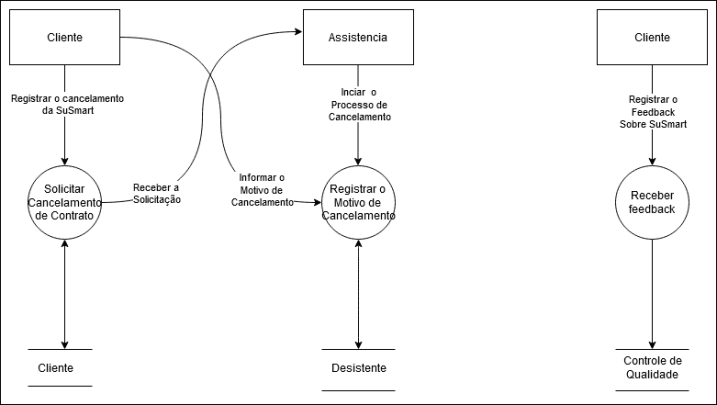 Cliente
Assistencia
Cliente
Registrar o cancelamento
da SuSmart
Inciar o
Processo de
Cancelamento
Registrar o
Feedback
Sobre SuSmart
Solicitar
Cancelamento
de Contrato
Receber a
Solicitação
Informar o
Motivo de
Cancelamento
Registrar o
Motivo de
Cancelamento
Receber
feedback
Cliente
Desistente
Controle de
Qualidade